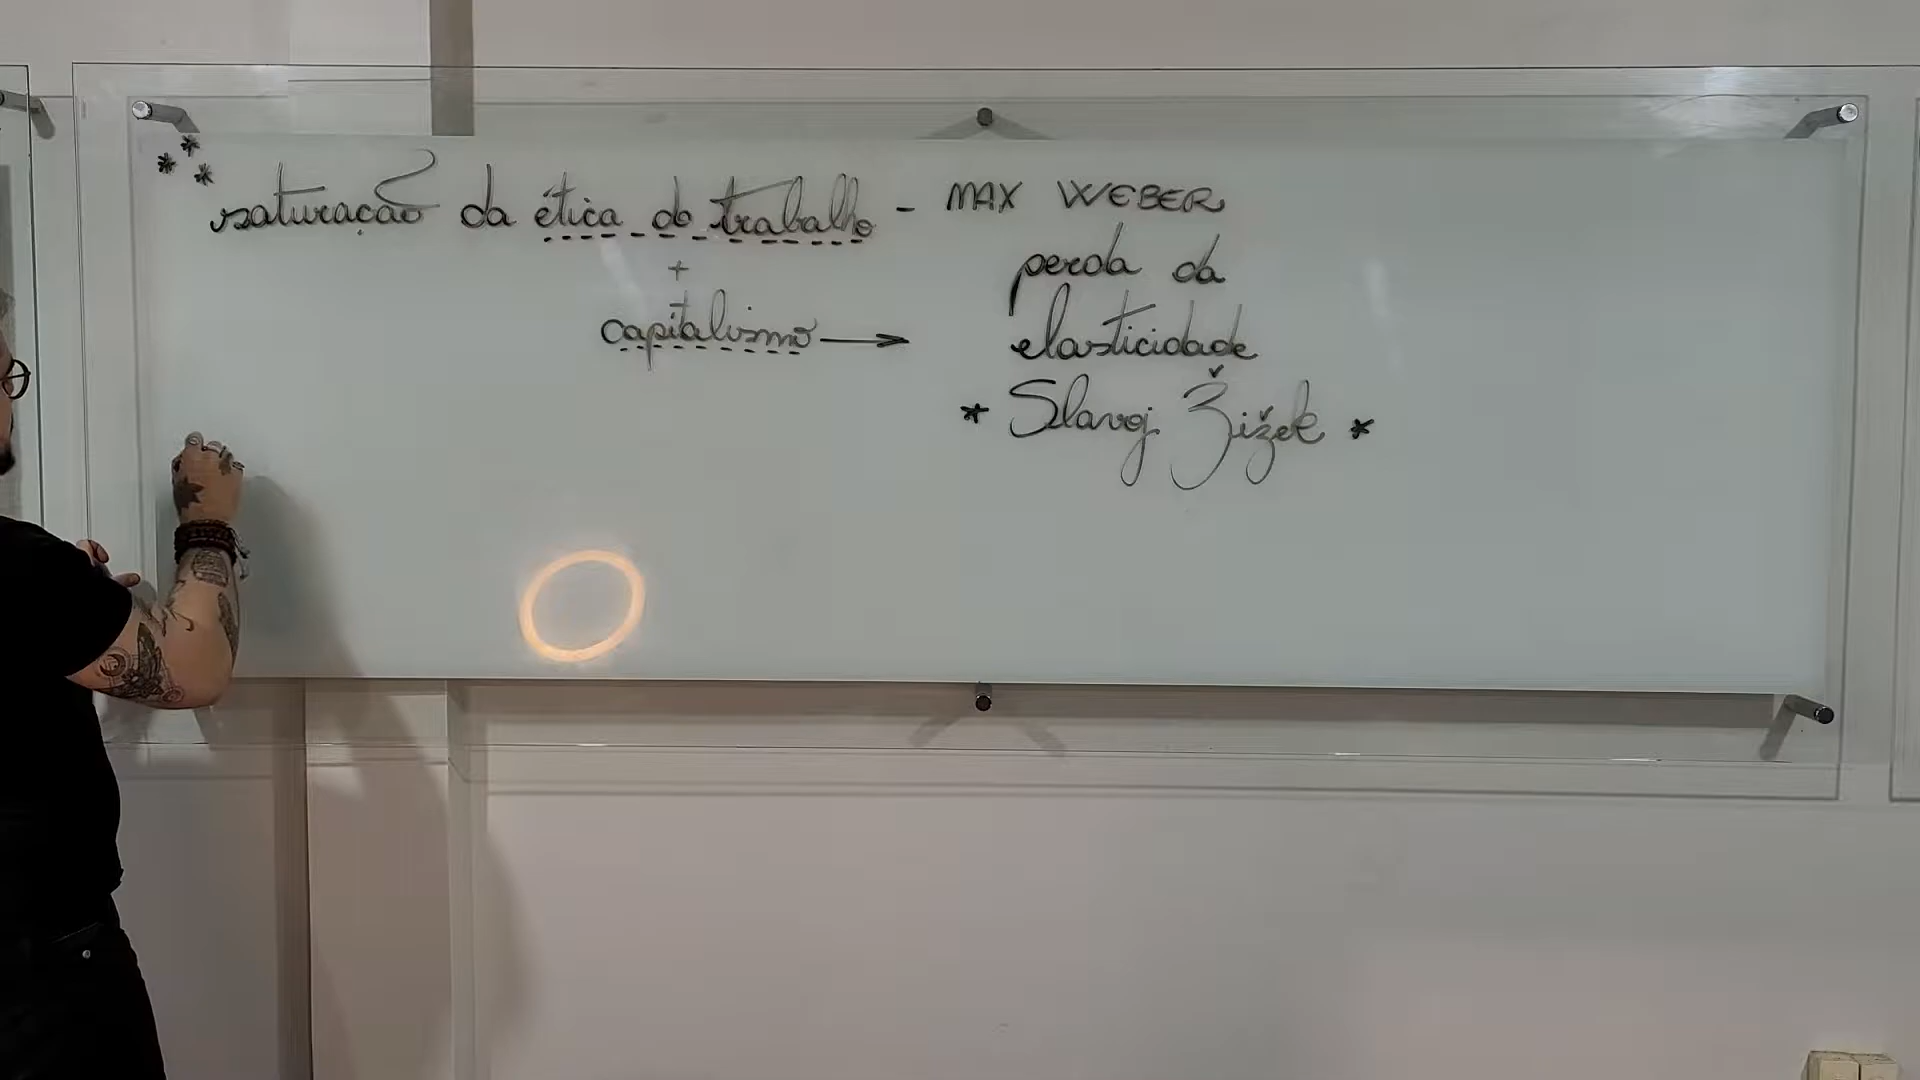 saturação da ética do trabalho - MAX WEBER
+
capitalismo → perda da
elasticidade
* Slavoj Žižek *